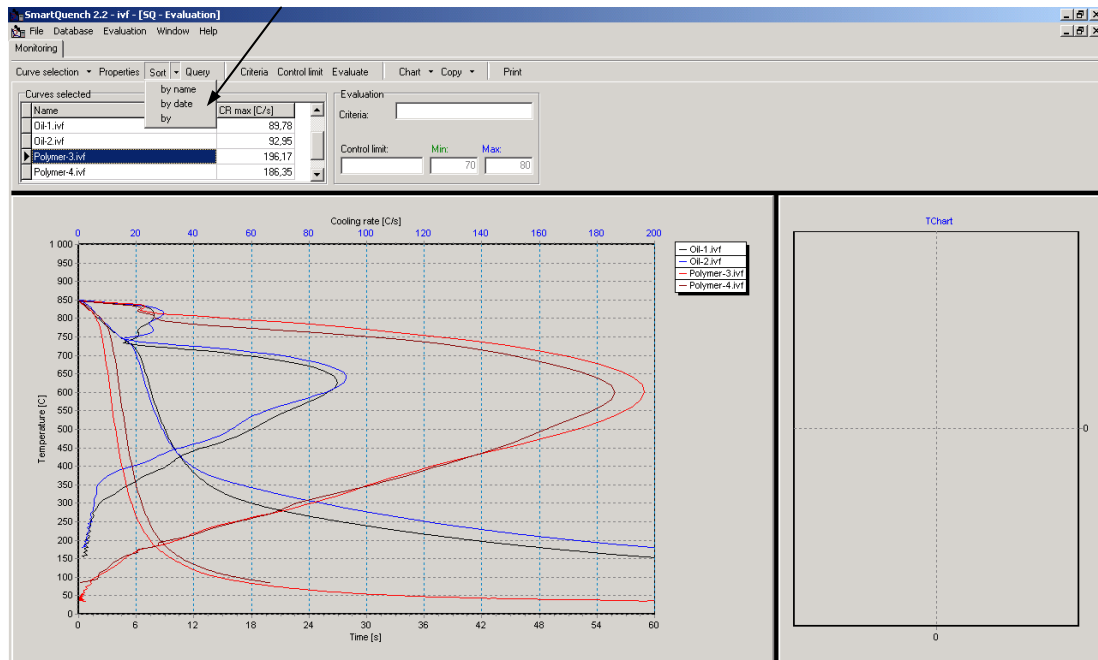 SmartQuench 2.2 - ivf - [SQ - Evaluation]
File Database Evaluation Window Help
Monitoring
Curve selection Properties Sort Query Criteria Control limit Evaluate Chart Copy Print
by name
by date
by
Curves selected
Name CR max [C/s]
Oil-1.ivf 89,78
Oil-2.ivf 92,95
Polymer-3.ivf 196,17
Polymer-4.ivf 186,35
Evaluation
Criteria:
Control limit: Min: Max:
70 80
Cooling rate [C/s]
0 20 40 60 80 100 120 140 160 180 200
1 000
950
900
850
800
750
700
650
600
550
500
450
400
350
300
250
200
150
100
50
0
Temperature [C]
0 6 12 18 24 30 36 42 48 54 60
Time [s]
Oil-1.ivf
Oil-2.ivf
Polymer-3.ivf
Polymer-4.ivf
TChart
0
0